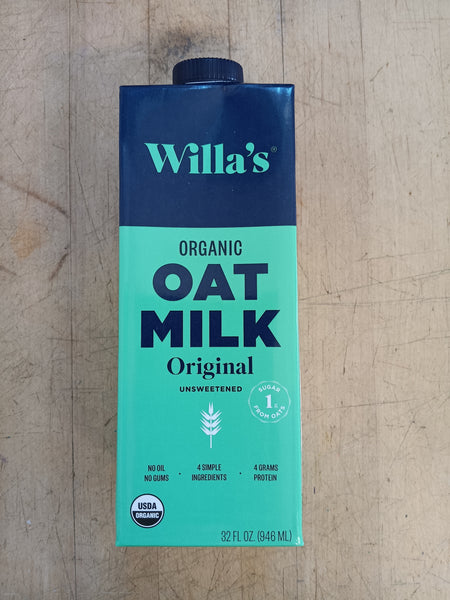 Willa's®
ORGANIC
OAT
MILK
Original
UNSWEETENED
SUGAR
1g
FROM OATS
NO OIL
NO GUMS
·
4 SIMPLE
INGREDIENTS
·
4 GRAMS
PROTEIN
USDA
ORGANIC
32 FL OZ. (946 ML)